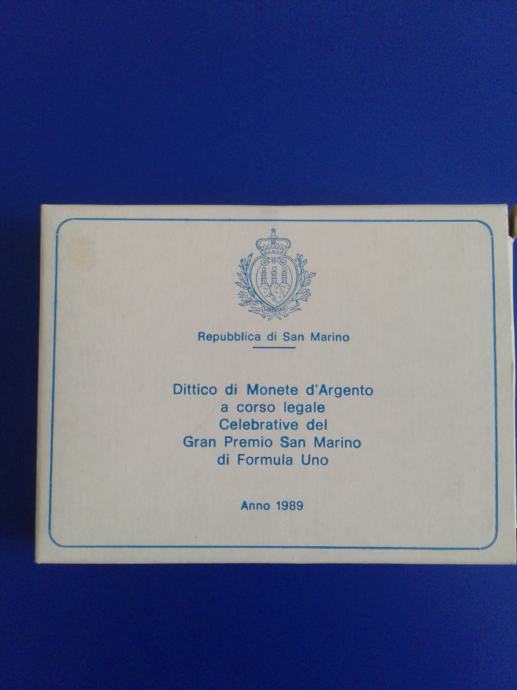 Repubblica di San Marino
Dittico di Monete d'Argento
a corso legale
Celebrative del
Gran Premio San Marino
di Formula Uno
Anno 1989